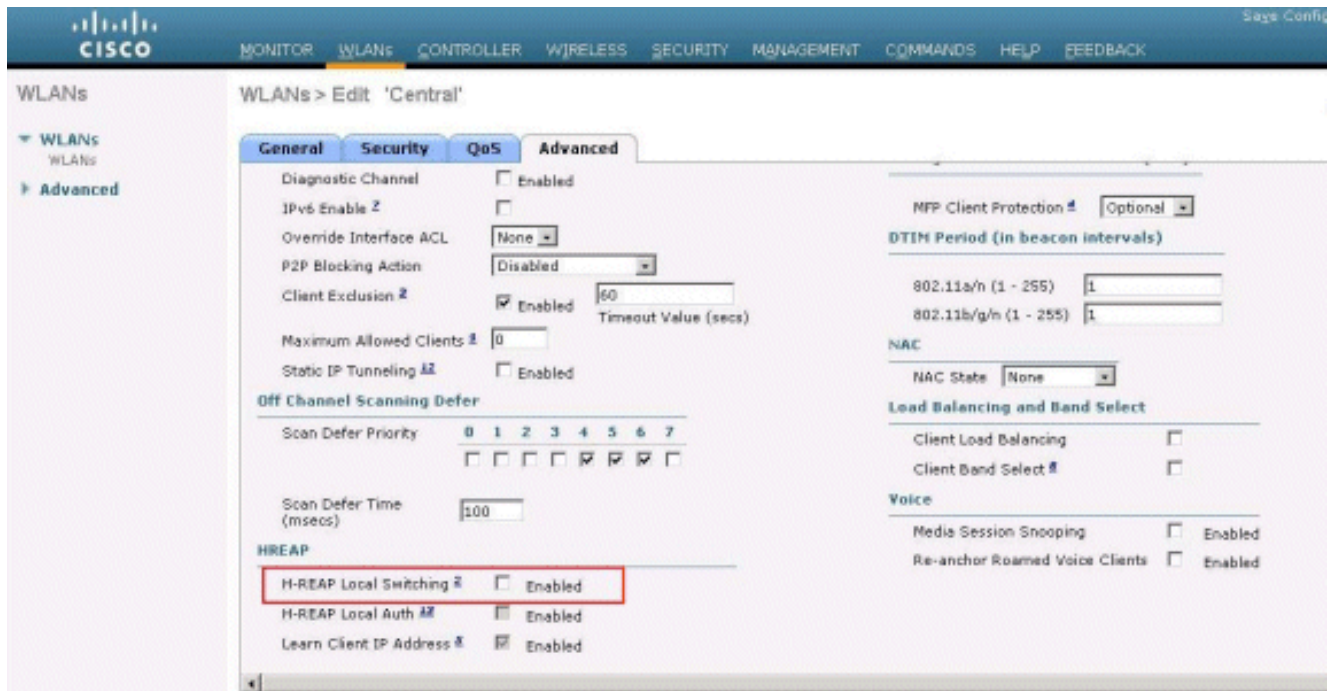 Save Config
CISCO
MONITOR WLANs CONTROLLER WIRELESS SECURITY MANAGEMENT COMMANDS HELP FEEDBACK
WLANs
WLANs
WLANs
Advanced
WLANs > Edit 'Central'
General Security QoS Advanced
Diagnostic Channel Enabled
IPv6 Enable
Override Interface ACL None
P2P Blocking Action Disabled
Client Exclusion Enabled 60
Timeout Value (secs)
Maximum Allowed Clients 0
Static IP Tunneling Enabled
Off Channel Scanning Defer
Scan Defer Priority 0 1 2 3 4 5 6 7
Scan Defer Time
(msecs) 100
HREAP
H-REAP Local Switching Enabled
H-REAP Local Auth Enabled
Learn Client IP Address Enabled
MFP Client Protection Optional
DTIM Period (in beacon intervals)
802.11a/n (1 - 255) 1
802.11b/g/n (1 - 255) 1
NAC
NAC State None
Load Balancing and Band Select
Client Load Balancing
Client Band Select
Voice
Media Session Snooping Enabled
Re-anchor Roamed Voice Clients Enabled